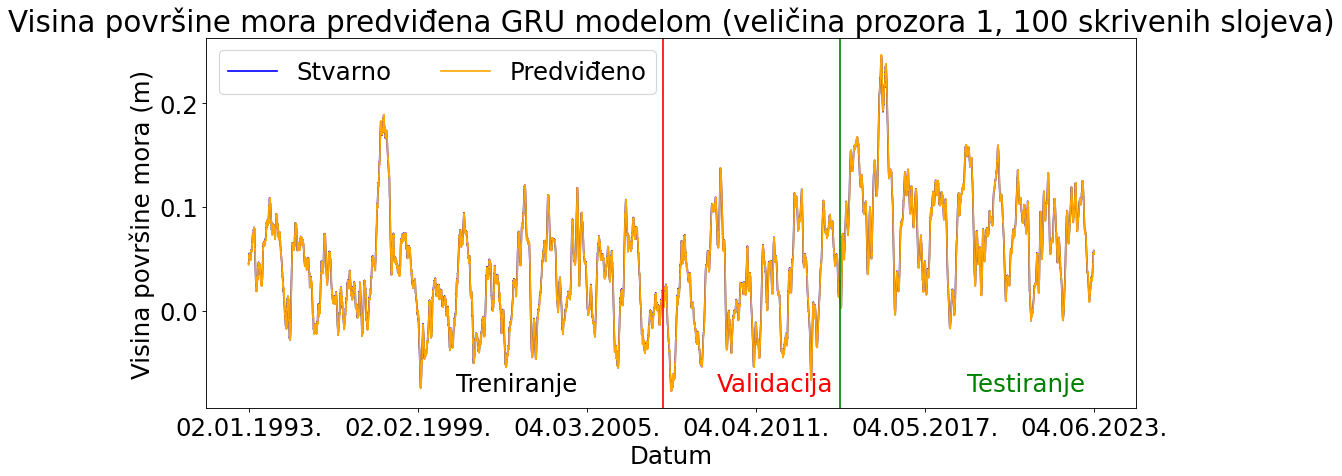 Visina površine mora predviđena GRU modelom (veličina prozora 1, 100 skrivenih slojeva)
Stvarno Predviđeno
Visina površine mora (m)
0.2
0.1
0.0
Treniranje Validacija Testiranje
02.01.1993. 02.02.1999. 04.03.2005. 04.04.2011. 04.05.2017. 04.06.2023.
Datum